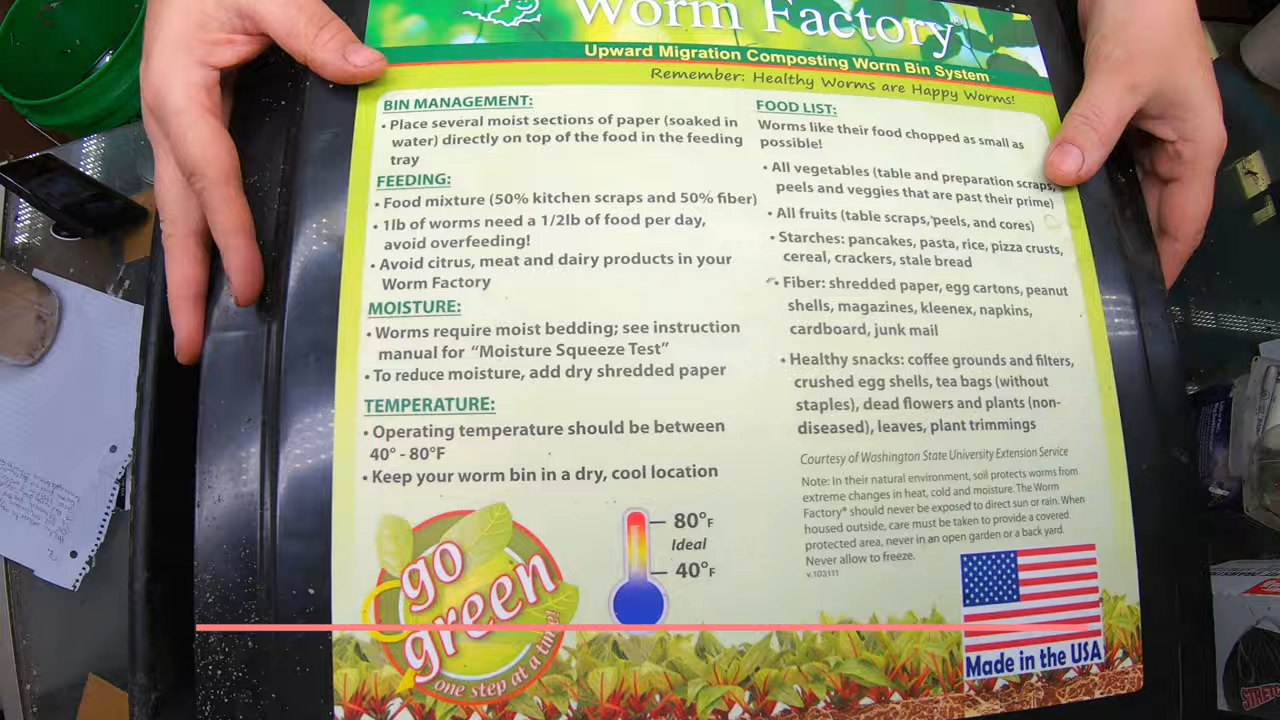 Worm Factory
Upward Migration Composting Worm Bin System
Remember: Healthy Worms are Happy Worms!
BIN MANAGEMENT:
• Place several moist sections of paper (soaked in
water) directly on top of the food in the feeding
tray
FEEDING:
• Food mixture (50% kitchen scraps and 50% fiber)
• 1lb of worms need a 1/2lb of food per day,
avoid overfeeding!
• Avoid citrus, meat and dairy products in your
Worm Factory
MOISTURE:
• Worms require moist bedding; see instruction
manual for "Moisture Squeeze Test"
• To reduce moisture, add dry shredded paper
TEMPERATURE:
• Operating temperature should be between
40° - 80°F
• Keep your worm bin in a dry, cool location
80°F
Ideal
40°F
go
green
one step at a time!
FOOD LIST:
Worms like their food chopped as small as
possible!
• All vegetables (table and preparation scraps,
peels and veggies that are past their prime)
• All fruits (table scraps, peels, and cores)
• Starches: pancakes, pasta, rice, pizza crusts,
cereal, crackers, stale bread
• Fiber: shredded paper, egg cartons, peanut
shells, magazines, kleenex, napkins,
cardboard, junk mail
• Healthy snacks: coffee grounds and filters,
crushed egg shells, tea bags (without
staples), dead flowers and plants (non-
diseased), leaves, plant trimmings
Courtesy of Washington State University Extension Service
Note: In their natural environment, soil protects worms from
extreme changes in heat, cold and moisture. The Worm
Factory® should never be exposed to direct sun or rain. When
housed outside, care must be taken to provide a covered
protected area, never in an open garden or a back yard.
Never allow to freeze.
v.103111
Made in the USA